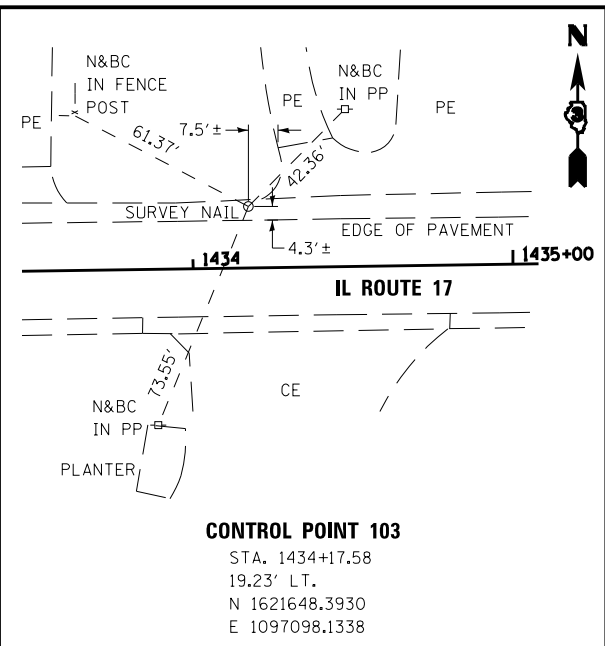 N
N&BC
IN FENCE
POST
N&BC
IN PP
PE
PE
PE
7.5'±
61.37'
42.36'
3
SURVEY NAIL
EDGE OF PAVEMENT
4.3'±
1434
1435+00
IL ROUTE 17
73.55'
CE
N&BC
IN PP
PLANTER
CONTROL POINT 103
STA. 1434+17.58
19.23' LT.
N 1621648.3930
E 1097098.1338